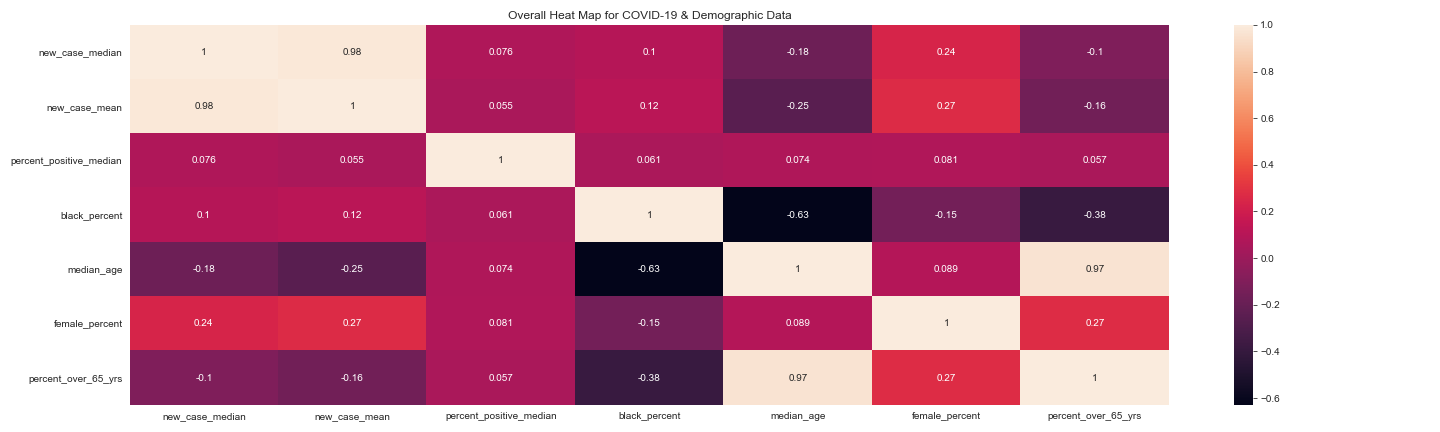 Overall Heat Map for COVID-19 & Demographic Data
new_case_median 1 0.98 0.076 0.1 -0.18 0.24 -0.1
new_case_mean 0.98 1 0.055 0.12 -0.25 0.27 -0.16
percent_positive_median 0.076 0.055 1 0.061 0.074 0.081 0.057
black_percent 0.1 0.12 0.061 1 -0.63 -0.15 -0.38
median_age -0.18 -0.25 0.074 -0.63 1 0.089 0.97
female_percent 0.24 0.27 0.081 -0.15 0.089 1 0.27
percent_over_65_yrs -0.1 -0.16 0.057 -0.38 0.97 0.27 1
new_case_median new_case_mean percent_positive_median black_percent median_age female_percent percent_over_65_yrs
1.0
0.8
0.6
0.4
0.2
0.0
−0.2
−0.4
−0.6